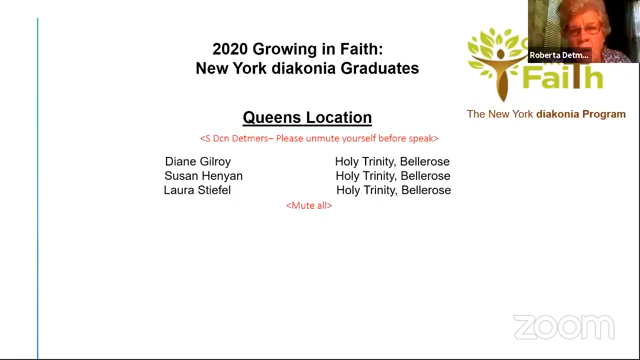 2020 Growing in Faith:
New York diakonia Graduates
Roberta Detm...
Faith
The New York diakonia Program
Queens Location
<S Dcn Detmers– Please unmute yourself before speak>
Diane Gilroy Holy Trinity, Bellerose
Susan Henyan Holy Trinity, Bellerose
Laura Stiefel Holy Trinity, Bellerose
<Mute all>
zoom